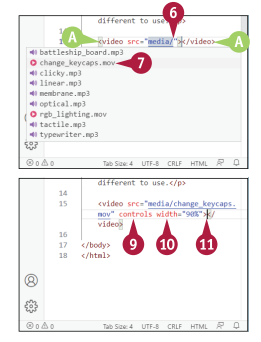 different to use.</p>
6
14
A <video src="media/"></video> A
battleship_board.mp3
change_keycaps.mov 7
clicky.mp3
linear.mp3
membrane.mp3
optical.mp3
rgb_lighting.mov
tactile.mp3
typewriter.mp3
0 0 Tab Size: 4 UTF-8 CRLF HTML
different to use.</p>
14
15 <video src="media/change_keycaps.
mov" controls width="90%"></
video>
9 10 11
16
17 </body>
18 </html>
0 0 Tab Size: 4 UTF-8 CRLF HTML